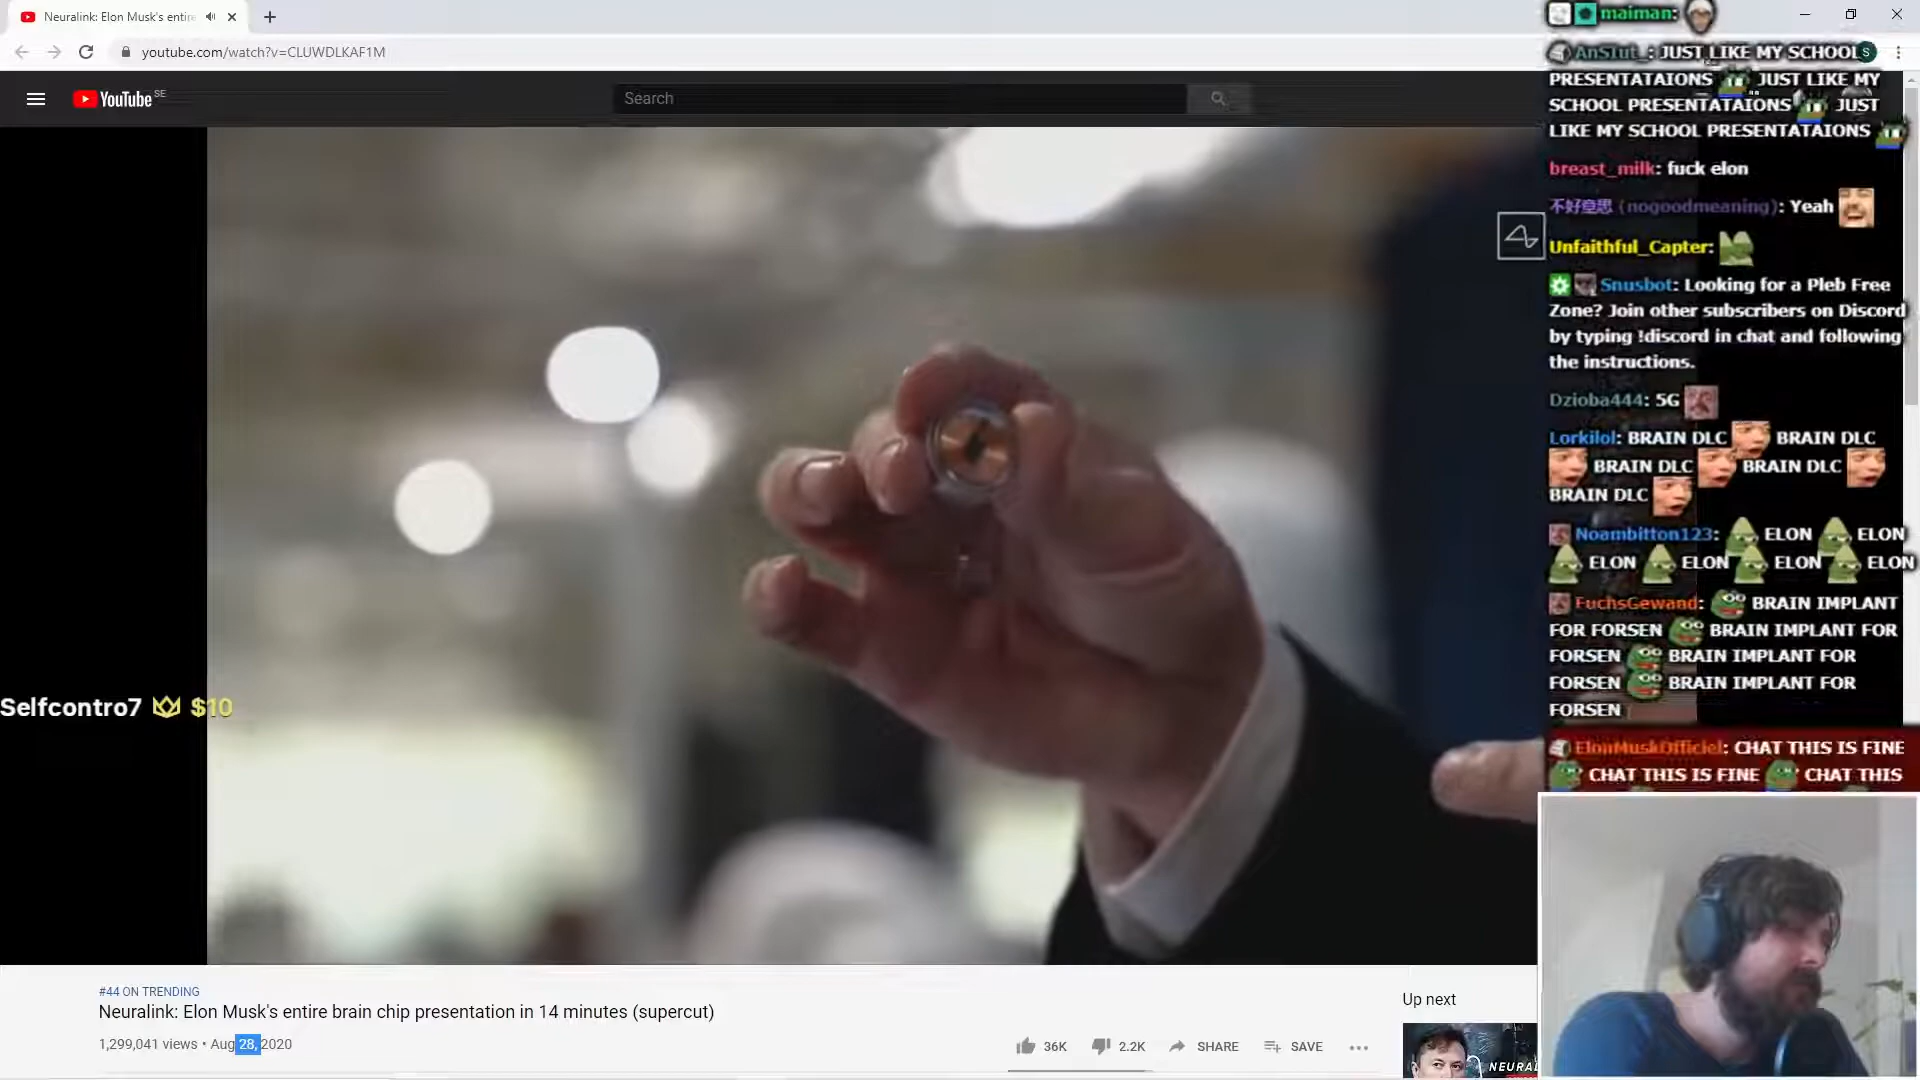 Neuralink: Elon Musk's entire
youtube.com/watch?v=CLUWDLKAF1M
S
YouTube SE
Search
maiman:
AnSTut_: JUST LIKE MY SCHOOL
PRESENTATAIONS JUST LIKE MY
SCHOOL PRESENTATAIONS JUST
LIKE MY SCHOOL PRESENTATAIONS
breast_milk: fuck elon
不好意思 (nogoodmeaning): Yeah
Unfaithful_Capter:
Snusbot: Looking for a Pleb Free
Zone? Join other subscribers on Discord
by typing !discord in chat and following
the instructions.
Dzioba444: 5G
Lorkilol: BRAIN DLC BRAIN DLC
BRAIN DLC BRAIN DLC
BRAIN DLC
Noambitton123: ELON ELON
ELON ELON ELON ELON
FuchsGewand: BRAIN IMPLANT
FOR FORSEN BRAIN IMPLANT FOR
FORSEN BRAIN IMPLANT FOR
FORSEN BRAIN IMPLANT FOR
FORSEN
ElonMuskOfficiel: CHAT THIS IS FINE
CHAT THIS IS FINE CHAT THIS
Selfcontro7 $10
#44 ON TRENDING
Neuralink: Elon Musk's entire brain chip presentation in 14 minutes (supercut)
1,299,041 views • Aug 28, 2020
36K 2.2K SHARE SAVE
Up next
NEURAL